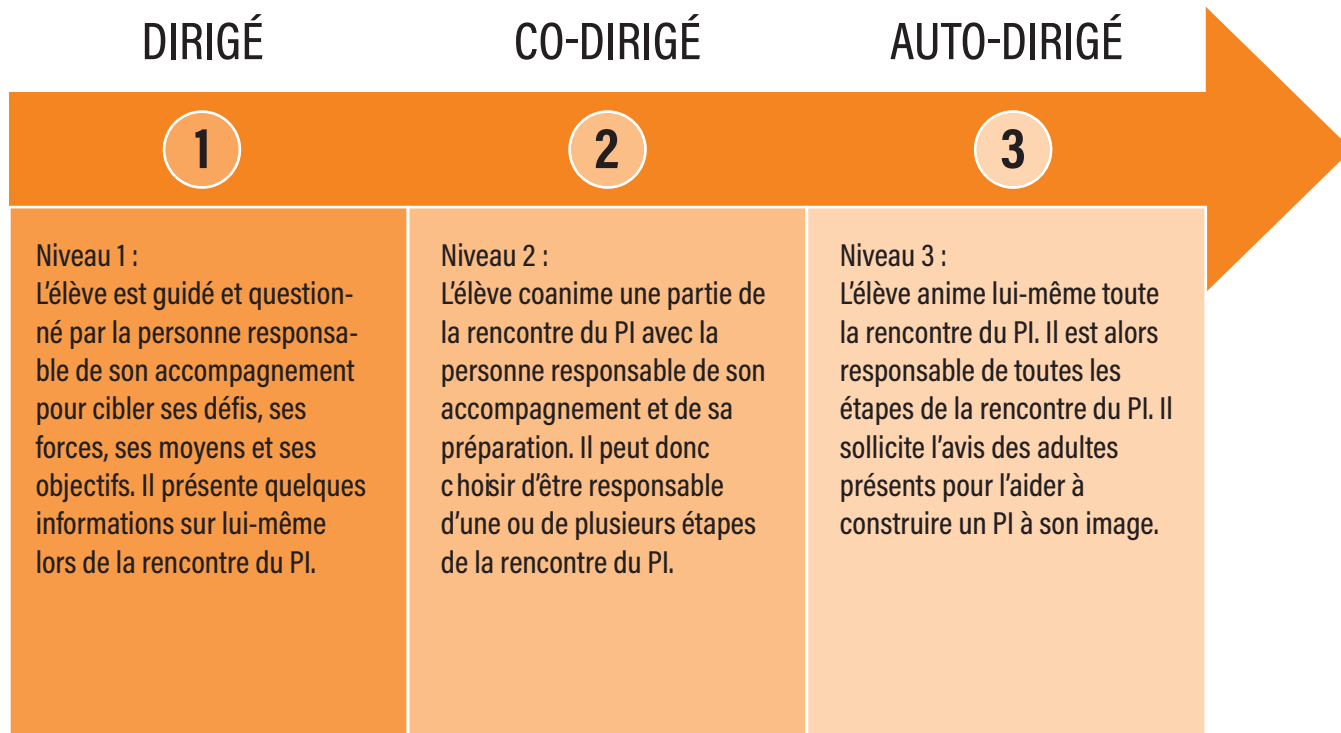 DIRIGÉ
CO-DIRIGÉ
AUTO-DIRIGÉ
1
2
3
Niveau 1 :
L'élève est guidé et question-
né par la personne responsa-
ble de son accompagnement
pour cibler ses défis, ses
forces, ses moyens et ses
objectifs. Il présente quelques
informations sur lui-même
lors de la rencontre du PI.
Niveau 2 :
L'élève coanime une partie de
la rencontre du PI avec la
personne responsable de son
accompagnement et de sa
préparation. Il peut donc
choisir d'être responsable
d'une ou de plusieurs étapes
de la rencontre du PI.
Niveau 3 :
L'élève anime lui-même toute
la rencontre du PI. Il est alors
responsable de toutes les
étapes de la rencontre du PI. Il
sollicite l'avis des adultes
présents pour l'aider à
construire un PI à son image.